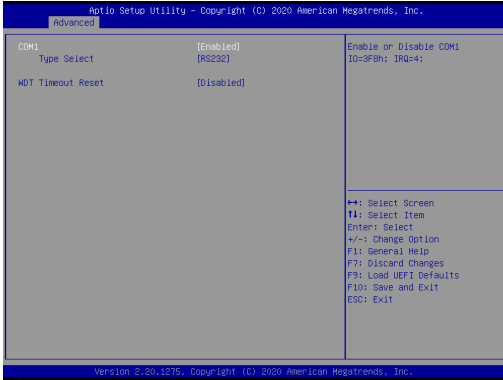 Aptio Setup Utility – Copyright (C) 2020 American Megatrends, Inc.
Advanced
COM1 [Enabled]
Type Select [RS232]
WDT Timeout Reset [Disabled]
Enable or Disable COM1
IO=3F8h; IRQ=4;
↔: Select Screen
↑↓: Select Item
Enter: Select
+/-: Change Option
F1: General Help
F7: Discard Changes
F9: Load UEFI Defaults
F10: Save and Exit
ESC: Exit
Version 2.20.1275. Copyright (C) 2020 American Megatrends, Inc.